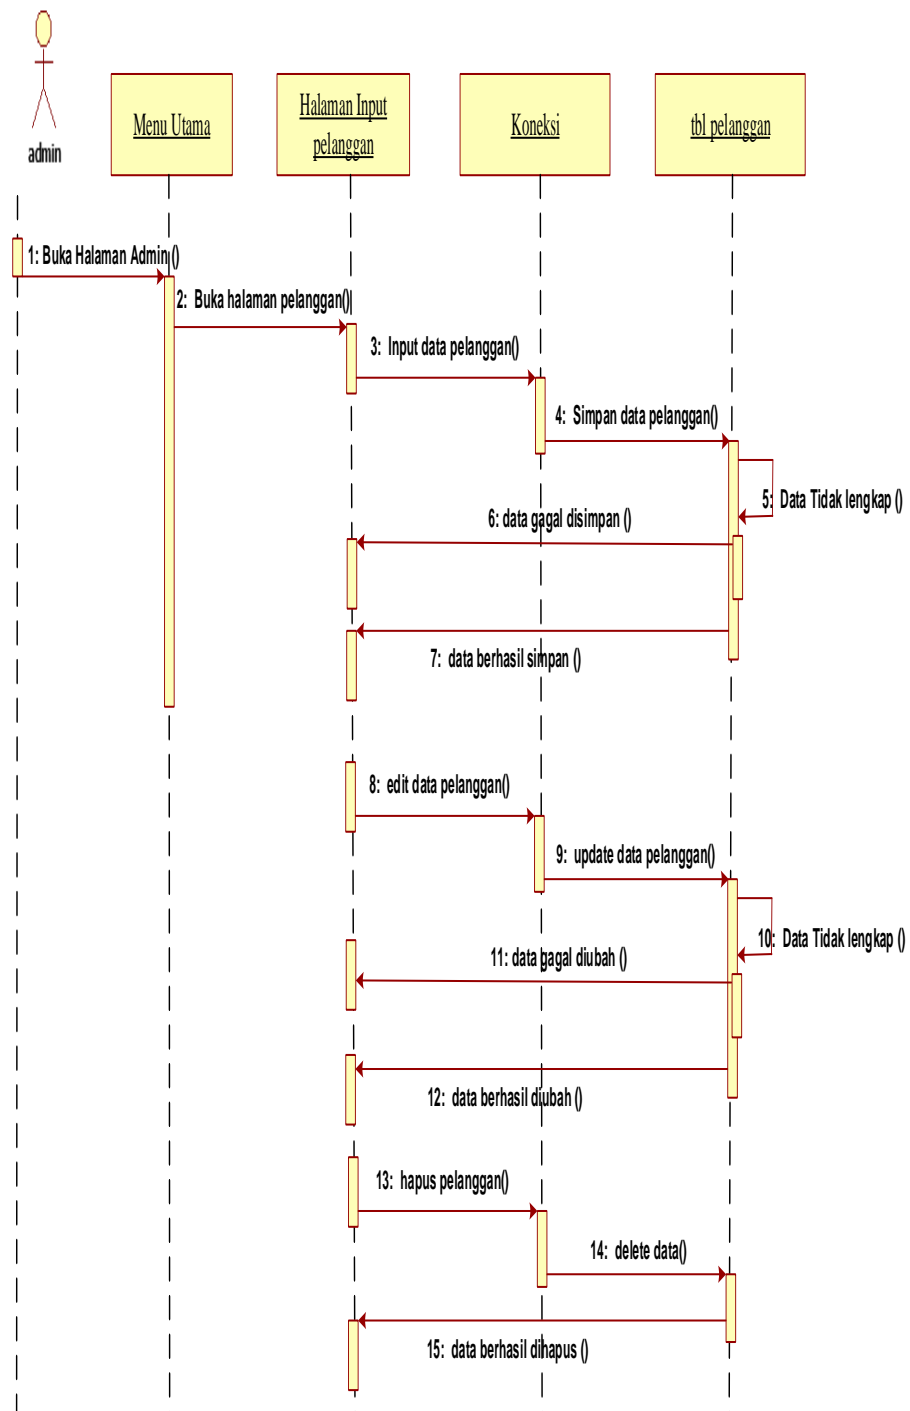 admin
Menu Utama
Halaman Input
pelanggan
Koneksi
tbl pelanggan
1: Buka Halaman Admin ()
2: Buka halaman pelanggan()
3: Input data pelanggan()
4: Simpan data pelanggan()
5: Data Tidak lengkap ()
6: data gagal disimpan ()
7: data berhasil simpan ()
8: edit data pelanggan()
9: update data pelanggan()
10: Data Tidak lengkap ()
11: data gagal diubah ()
12: data berhasil diubah ()
13: hapus pelanggan()
14: delete data()
15: data berhasil dihapus ()